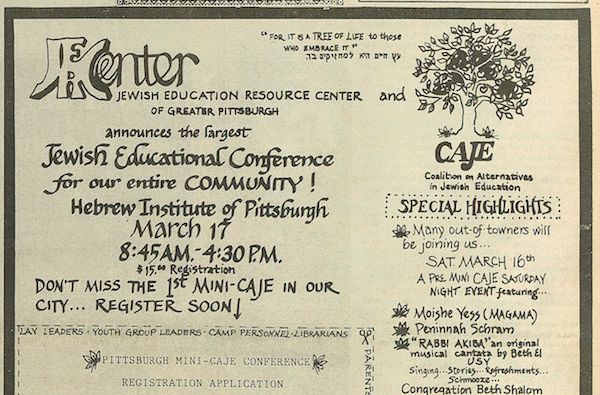 "FOR IT IS A TREE OF LIFE to those
WHO EMBRACE IT"
עץ חיים היא למחזיקים בה
JEWISH EDUCATION RESOURCE CENTER and
OF GREATER PITTSBURGH
announces the largest
Jewish Educational Conference
for our entire COMMUNITY!
Hebrew Institute of Pittsburgh
March 17
8:45AM.-4:30P.M.
$15.00 Registration
DON'T MISS THE 1ST MINI-CAJE IN OUR
CITY... REGISTER SOON!
LAY LEADERS · YOUTH GROUP LEADERS · CAMP PERSONNEL · LIBRARIANS
PARENTS
PITTSBURGH MINI-CAJE CONFERENCE
REGISTRATION APPLICATION
CAJE
Coalition on Alternatives
in Jewish Education
SPECIAL HIGHLIGHTS
Many out-of-towners will
be joining us...
SAT. MARCH 16th
A PRE MINI CAJE SATURDAY
NIGHT EVENT featuring...
Moishe Yess (MAGAMA)
Peninnah Schram
"RABBI AKIBA" an original
musical cantata by Beth El
USY
Singing...Stories...Refreshments...
Schmooze...
Congregation Beth Shalom